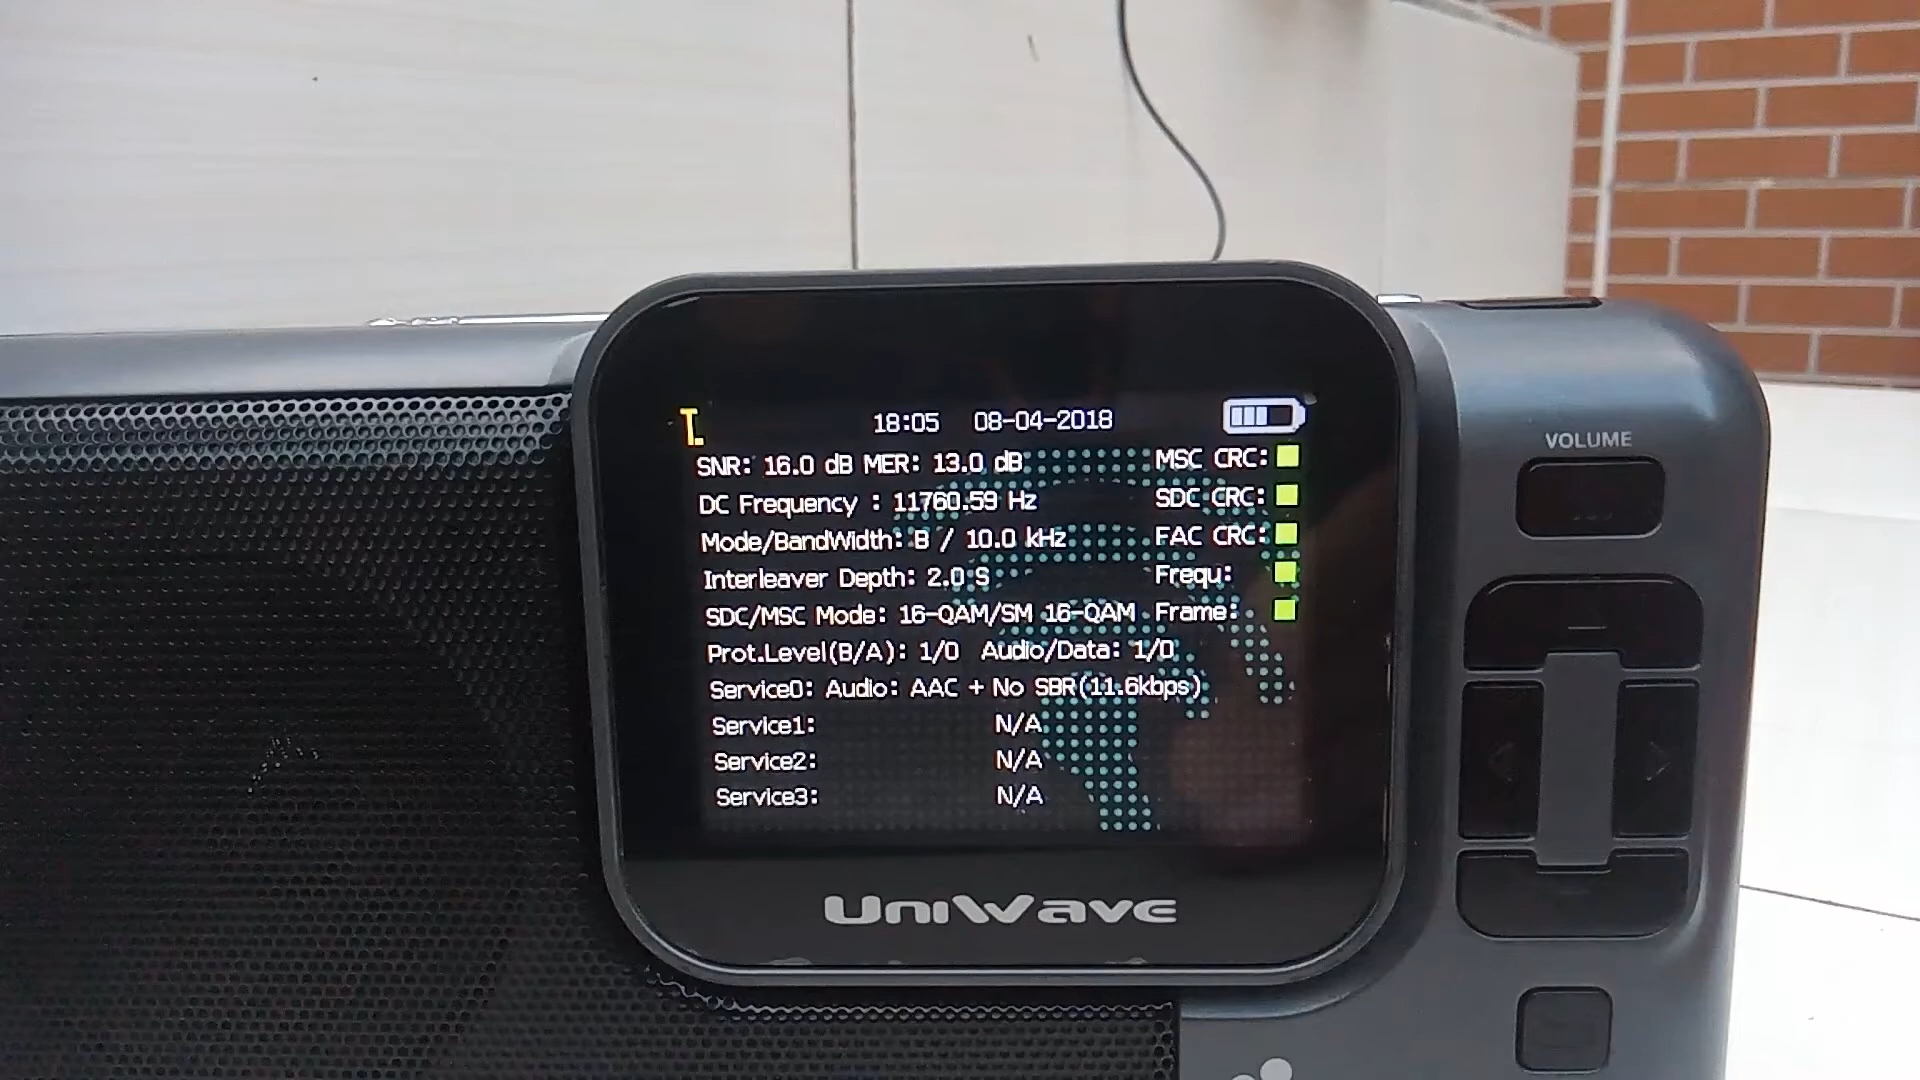 18:05 08-04-2018
SNR: 16.0 dB MER: 13.0 dB MSC CRC:
DC Frequency : 11760.59 Hz SDC CRC:
Mode/BandWidth: B / 10.0 kHz FAC CRC:
Interleaver Depth: 2.0 S Frequ:
SDC/MSC Mode: 16-QAM/SM 16-QAM Frame:
Prot.Level(B/A): 1/0 Audio/Data: 1/0
Service0: Audio: AAC + No SBR(11.6kbps)
Service1: N/A
Service2: N/A
Service3: N/A
UniWave
VOLUME